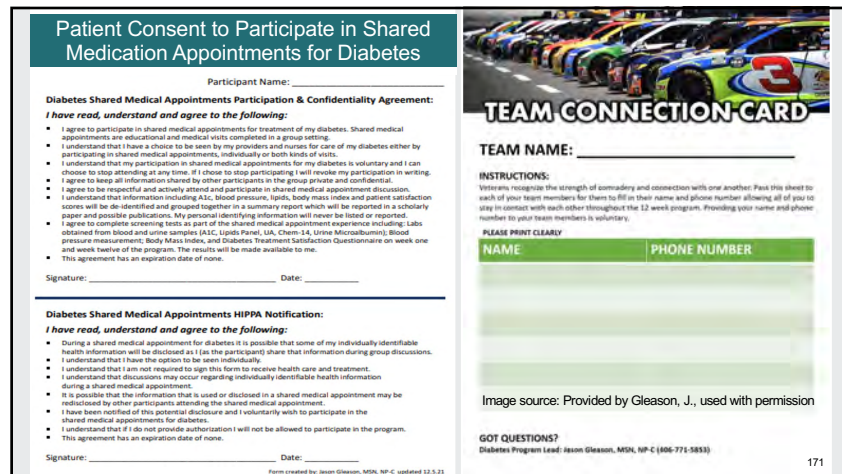 Patient Consent to Participate in Shared
Medication Appointments for Diabetes
Participant Name: ____________________
Diabetes Shared Medical Appointments Participation & Confidentiality Agreement:
I have read, understand and agree to the following:
▪ I agree to participate in shared medical appointments for treatment of my diabetes. Shared medical
appointments are educational and medical visits completed in a group setting.
▪ I understand that I have a choice to be seen by my providers and nurses for care of my diabetes either by
participating in shared medical appointments, individually or both kinds of visits.
▪ I understand that my participation in shared medical appointments for my diabetes is voluntary and I can
choose to stop attending at any time. If I chose to stop participating I will revoke my participation in writing.
▪ I agree to keep all information shared by other participants in the group private and confidential.
▪ I agree to be respectful and actively attend and participate in shared medical appointment discussion.
▪ I understand that information including A1c, blood pressure, lipids, body mass index and patient satisfaction
scores will be de-identified and grouped together in a summary report which will be reported in a scholarly
paper and possible publications. My personal identifying information will never be listed or reported.
▪ I agree to complete screening tests as part of the shared medical appointment experience including: Labs
obtained from blood and urine samples (A1C, Lipids Panel, UA, Chem-14, Urine Microalbumin); Blood
pressure measurement; Body Mass Index, and Diabetes Treatment Satisfaction Questionnaire on week one
and week twelve of the program. The results will be made available to me.
▪ This agreement has an expiration date of none.
Signature: ____________________ Date: __________
Diabetes Shared Medical Appointments HIPPA Notification:
I have read, understand and agree to the following:
▪ During a shared medical appointment for diabetes it is possible that some of my individually identifiable
health information will be disclosed as I (as the participant) share that information during group discussions.
▪ I understand that I have the option to be seen individually.
▪ I understand that I am not required to sign this form to receive health care and treatment.
▪ I understand that discussions may occur regarding individually identifiable health information
during a shared medical appointment.
▪ It is possible that the information that is used or disclosed in a shared medical appointment may be
redisclosed by other participants attending the shared medical appointment.
▪ I have been notified of this potential disclosure and I voluntarily wish to participate in the
shared medical appointments for diabetes.
▪ I understand that if I do not provide authorization I will not be allowed to participate in the program.
▪ This agreement has an expiration date of none.
Signature: ____________________ Date: __________
Form created by: Jason Gleason, MSN, NP-C updated 12.5.21
3
TEAM CONNECTION CARD
TEAM NAME: ____________________
INSTRUCTIONS:
Veterans recognize the strength of comradery and connection with one another. Pass this sheet to
each of your team members for them to fill in their name and phone number allowing all of you to
stay in contact with each other throughout the 12 week program. Providing your name and phone
number to your team members is voluntary.
PLEASE PRINT CLEARLY
NAME PHONE NUMBER
Image source: Provided by Gleason, J., used with permission
GOT QUESTIONS?
Diabetes Program Lead: Jason Gleason, MSN, NP-C (406-771-5853)
171